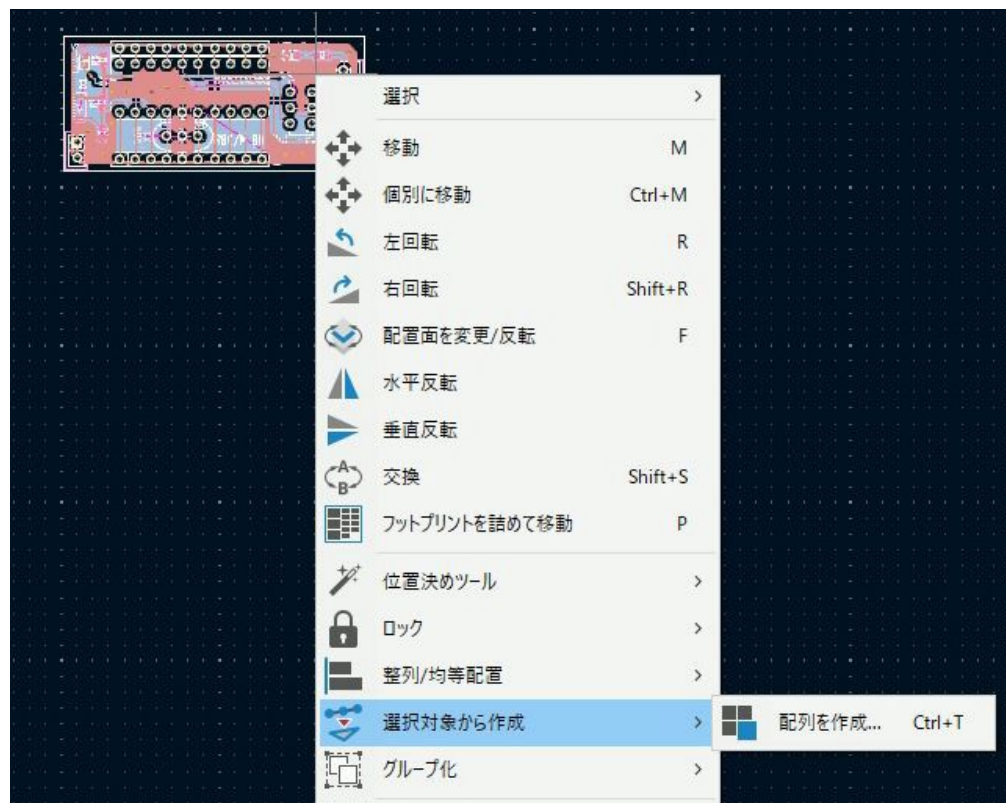 選択
移動 M
個別に移動 Ctrl+M
左回転 R
右回転 Shift+R
配置面を変更/反転 F
水平反転
垂直反転
交換 Shift+S
フットプリントを詰めて移動 P
位置決めツール
ロック
整列/均等配置
選択対象から作成
配列を作成... Ctrl+T
グループ化